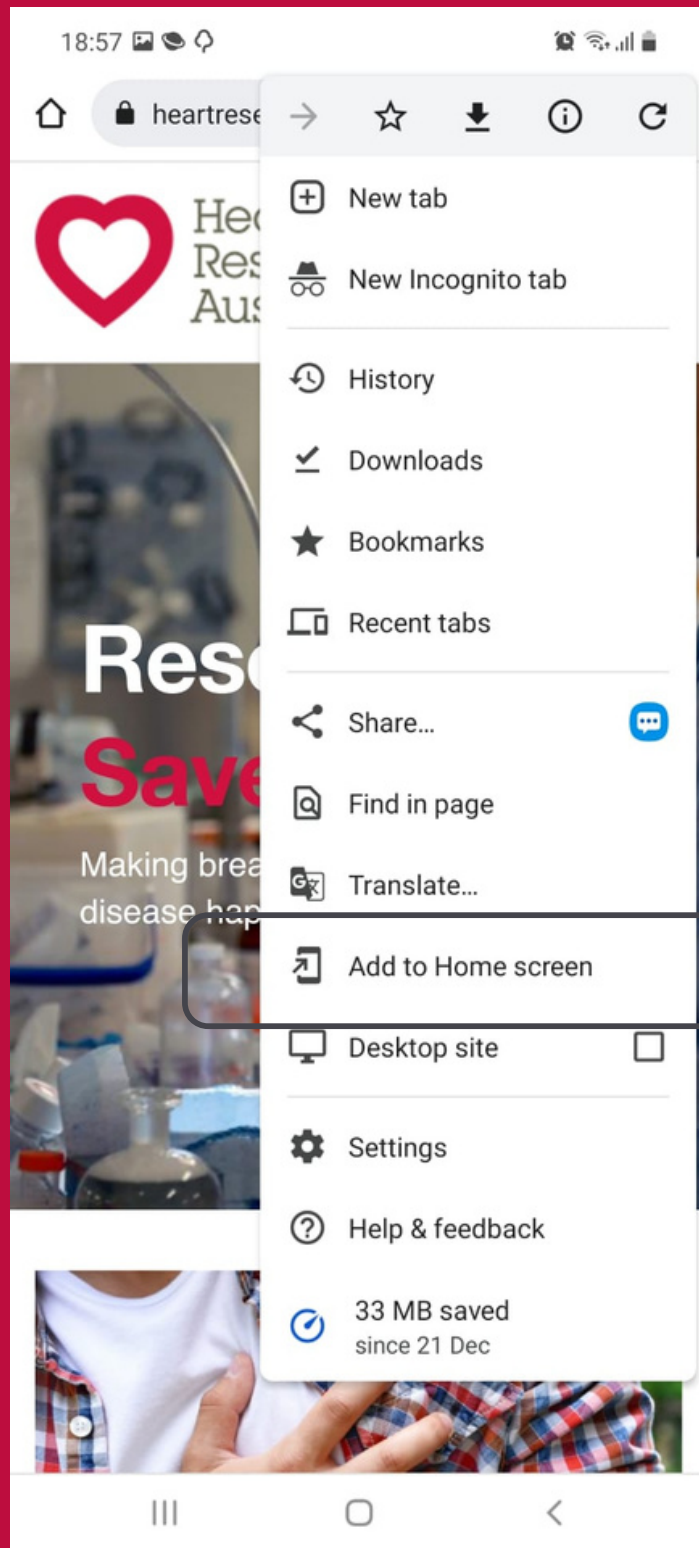 18:57
heartrese
New tab
New Incognito tab
History
Downloads
Bookmarks
Recent tabs
Share...
Find in page
Translate...
Add to Home screen
Desktop site
Settings
Help & feedback
33 MB saved
since 21 Dec
Hea
Res
Aus
Rese
Save
Making brea
disease hap